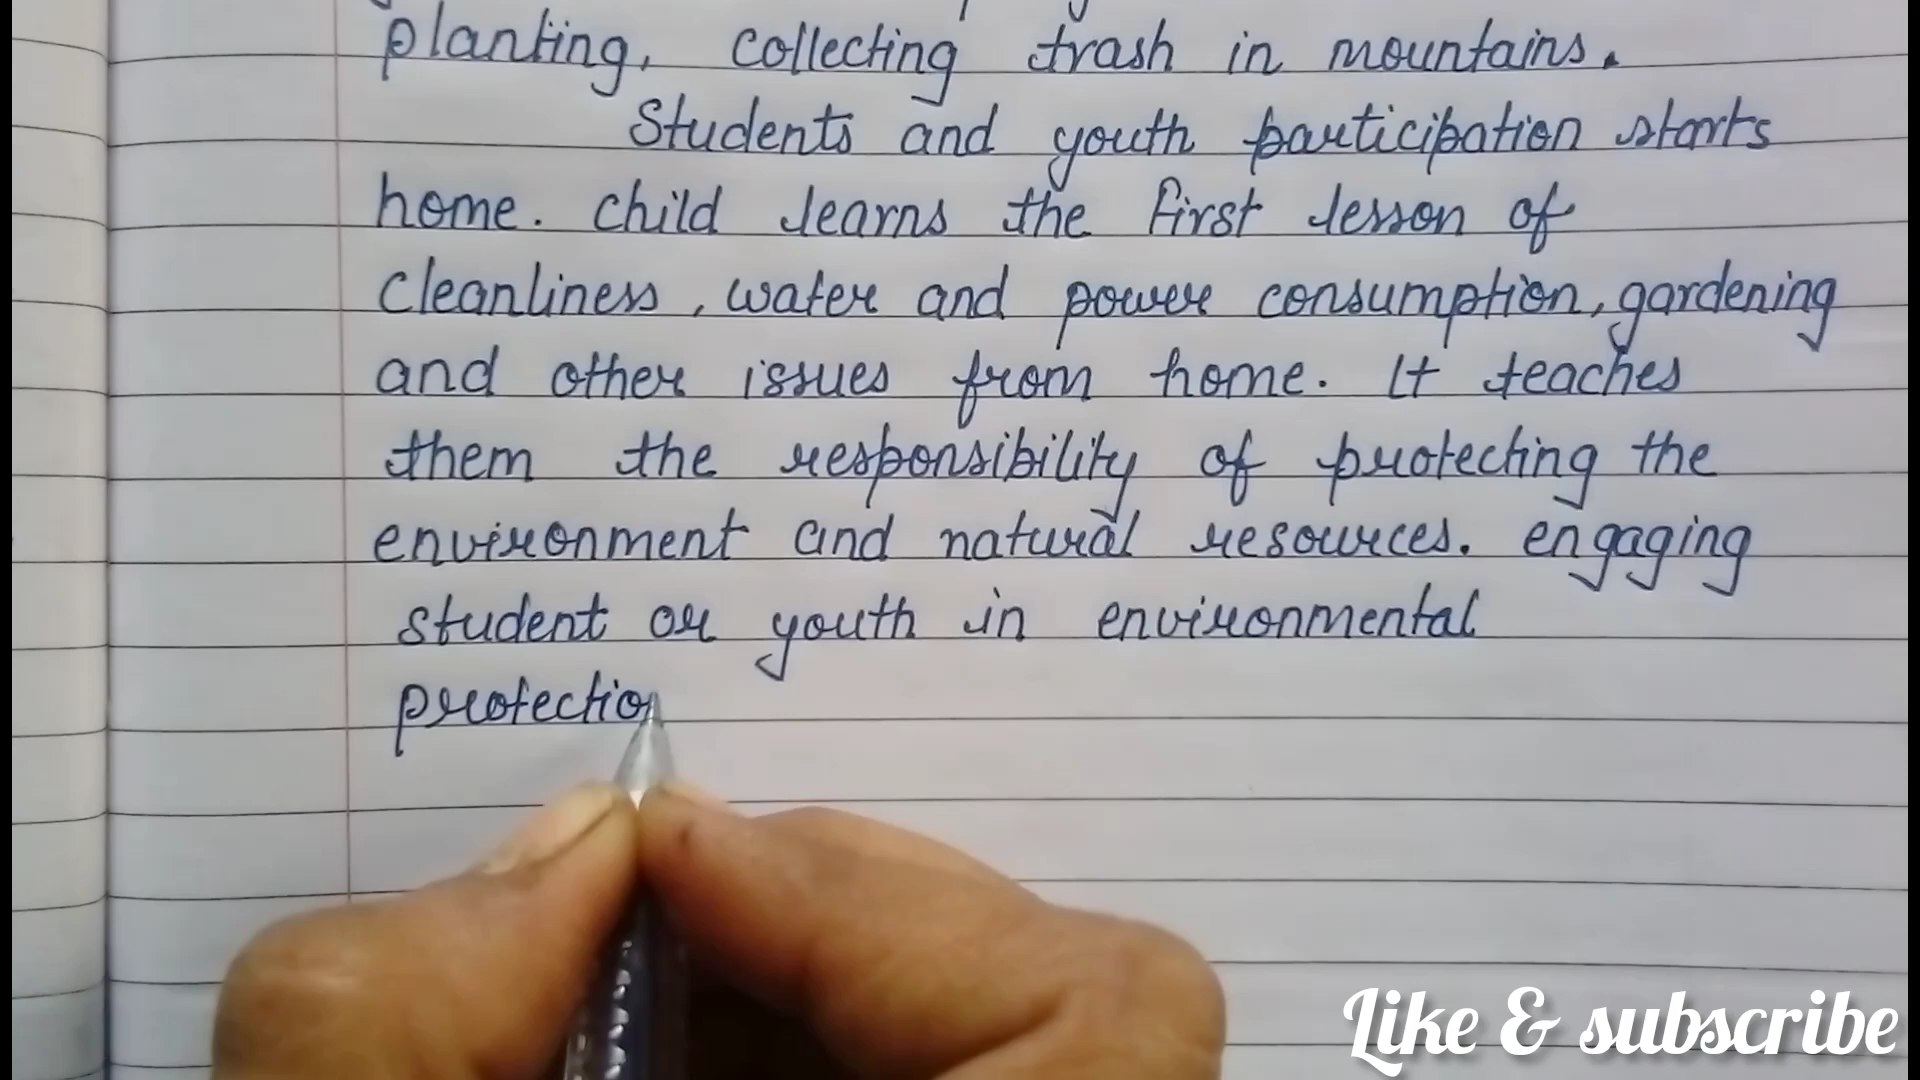 planting, collecting trash in mountains.
Students and youth participation starts
home. child learns the first lesson of
cleanliness, water and power consumption, gardening
and other issues from home. It teaches
them the responsibility of protecting the
environment and natural resources. engaging
student or youth in environmental
protection
Like & subscribe